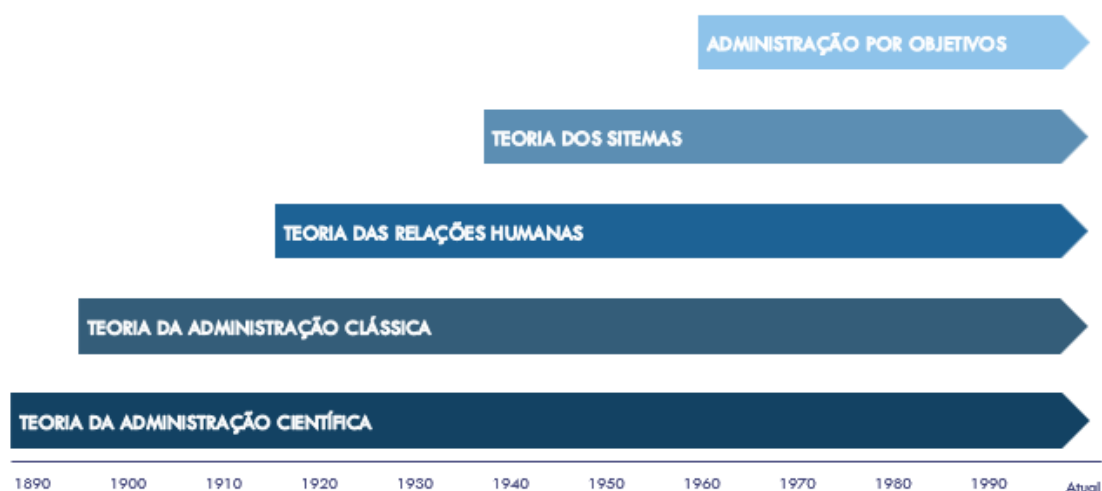 ADMINISTRAÇÃO POR OBJETIVOS
TEORIA DOS SITEMAS
TEORIA DAS RELAÇÕES HUMANAS
TEORIA DA ADMINISTRAÇÃO CLÁSSICA
TEORIA DA ADMINISTRAÇÃO CIENTÍFICA
1890 1900 1910 1920 1930 1940 1950 1960 1970 1980 1990 Atual